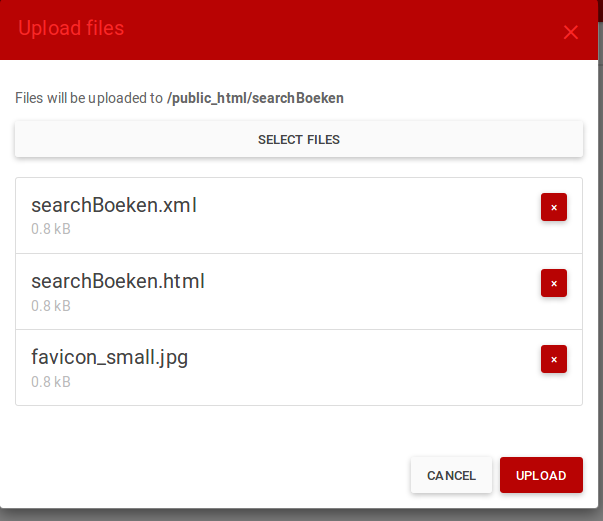 Upload files
Files will be uploaded to /public_html/searchBoeken
SELECT FILES
searchBoeken.xml
0.8 kB
searchBoeken.html
0.8 kB
favicon_small.jpg
0.8 kB
CANCEL UPLOAD